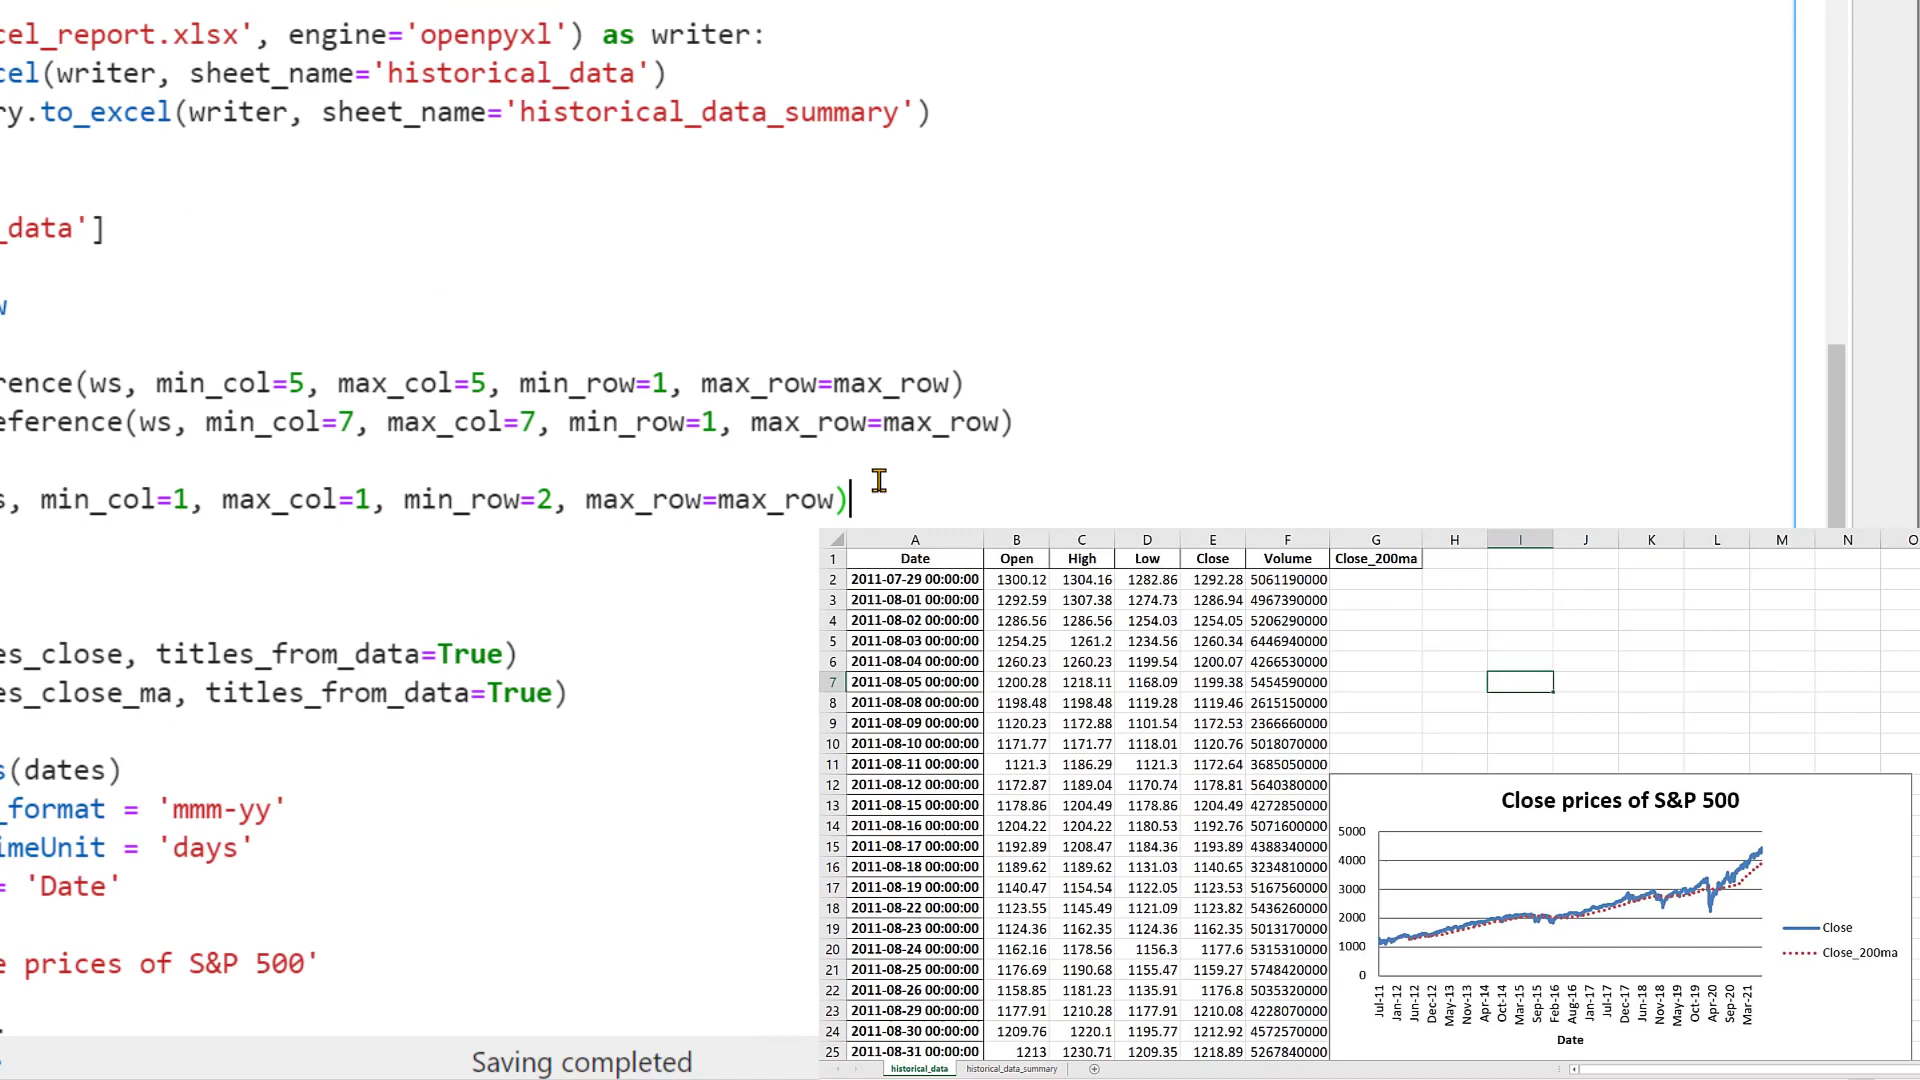 cel_report.xlsx', engine='openpyxl') as writer:
cel(writer, sheet_name='historical_data')
ry.to_excel(writer, sheet_name='historical_data_summary')
_data']
w
rence(ws, min_col=5, max_col=5, min_row=1, max_row=max_row)
eference(ws, min_col=7, max_col=7, min_row=1, max_row=max_row)
s, min_col=1, max_col=1, min_row=2, max_row=max_row)
es_close, titles_from_data=True)
es_close_ma, titles_from_data=True)
s(dates)
_format = 'mmm-yy'
imeUnit = 'days'
= 'Date'
e prices of S&P 500'
Saving completed
A B C D E F G H I J K L M N O
1 Date Open High Low Close Volume Close_200ma
2 2011-07-29 00:00:00 1300.12 1304.16 1282.86 1292.28 5061190000
3 2011-08-01 00:00:00 1292.59 1307.38 1274.73 1286.94 4967390000
4 2011-08-02 00:00:00 1286.56 1286.56 1254.03 1254.05 5206290000
5 2011-08-03 00:00:00 1254.25 1261.2 1234.56 1260.34 6446940000
6 2011-08-04 00:00:00 1260.23 1260.23 1199.54 1200.07 4266530000
7 2011-08-05 00:00:00 1200.28 1218.11 1168.09 1199.38 5454590000
8 2011-08-08 00:00:00 1198.48 1198.48 1119.28 1119.46 2615150000
9 2011-08-09 00:00:00 1120.23 1172.88 1101.54 1172.53 2366660000
10 2011-08-10 00:00:00 1171.77 1171.77 1118.01 1120.76 5018070000
11 2011-08-11 00:00:00 1121.3 1186.29 1121.3 1172.64 3685050000
12 2011-08-12 00:00:00 1172.87 1189.04 1170.74 1178.81 5640380000
13 2011-08-15 00:00:00 1178.86 1204.49 1178.86 1204.49 4272850000
14 2011-08-16 00:00:00 1204.22 1204.22 1180.53 1192.76 5071600000
15 2011-08-17 00:00:00 1192.89 1208.47 1184.36 1193.89 4388340000
16 2011-08-18 00:00:00 1189.62 1189.62 1131.03 1140.65 3234810000
17 2011-08-19 00:00:00 1140.47 1154.54 1122.05 1123.53 5167560000
18 2011-08-22 00:00:00 1123.55 1145.49 1121.09 1123.82 5436260000
19 2011-08-23 00:00:00 1124.36 1162.35 1124.36 1162.35 5013170000
20 2011-08-24 00:00:00 1162.16 1178.56 1156.3 1177.6 5315310000
21 2011-08-25 00:00:00 1176.69 1190.68 1155.47 1159.27 5748420000
22 2011-08-26 00:00:00 1158.85 1181.23 1135.91 1176.8 5035320000
23 2011-08-29 00:00:00 1177.91 1210.28 1177.91 1210.08 4228070000
24 2011-08-30 00:00:00 1209.76 1220.1 1195.77 1212.92 4572570000
25 2011-08-31 00:00:00 1213 1230.71 1209.35 1218.89 5267840000
Close prices of S&P 500
5000
4000
3000
2000
1000
0
Close
Close_200ma
Jul-11 Jan-12 Jun-12 Dec-12 May-13 Nov-13 Apr-14 Oct-14 Mar-15 Sep-15 Feb-16 Aug-16 Jan-17 Jul-17 Dec-17 Jun-18 Nov-18 May-19 Oct-19 Apr-20 Sep-20 Mar-21
Date
historical_data historical_data_summary